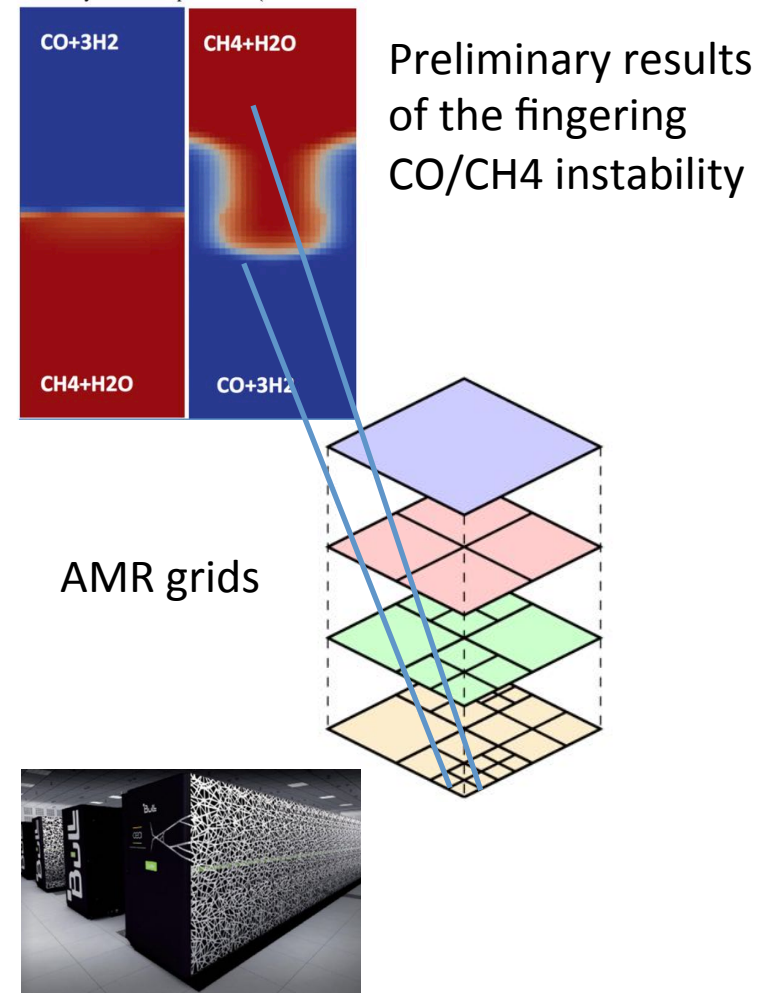 CO+3H2
CH4+H2O
Preliminary results
of the fingering
CO/CH4 instability
CH4+H2O
CO+3H2
AMR grids
Bull
Bull